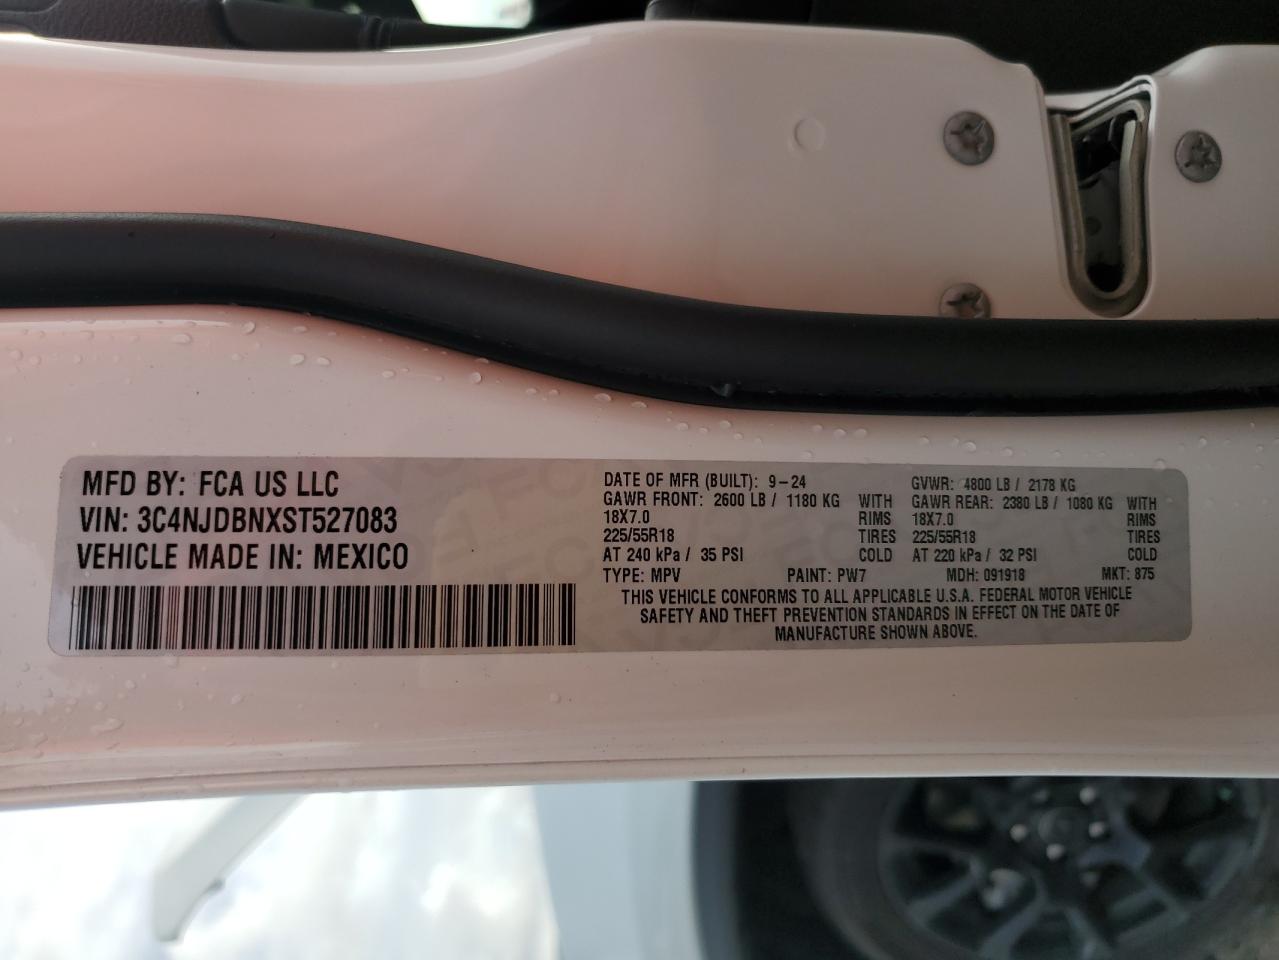 MFD BY: FCA US LLC
VIN: 3C4NJDBNXST527083
VEHICLE MADE IN: MEXICO
DATE OF MFR (BUILT): 9-24 GVWR: 4800 LB / 2178 KG
GAWR FRONT: 2600 LB / 1180 KG WITH GAWR REAR: 2380 LB / 1080 KG WITH
18X7.0 RIMS 18X7.0 RIMS
225/55R18 TIRES 225/55R18 TIRES
AT 240 kPa / 35 PSI COLD AT 220 kPa / 32 PSI COLD
TYPE: MPV PAINT: PW7 MDH: 091918 MKT: 875
THIS VEHICLE CONFORMS TO ALL APPLICABLE U.S.A. FEDERAL MOTOR VEHICLE
SAFETY AND THEFT PREVENTION STANDARDS IN EFFECT ON THE DATE OF
MANUFACTURE SHOWN ABOVE.